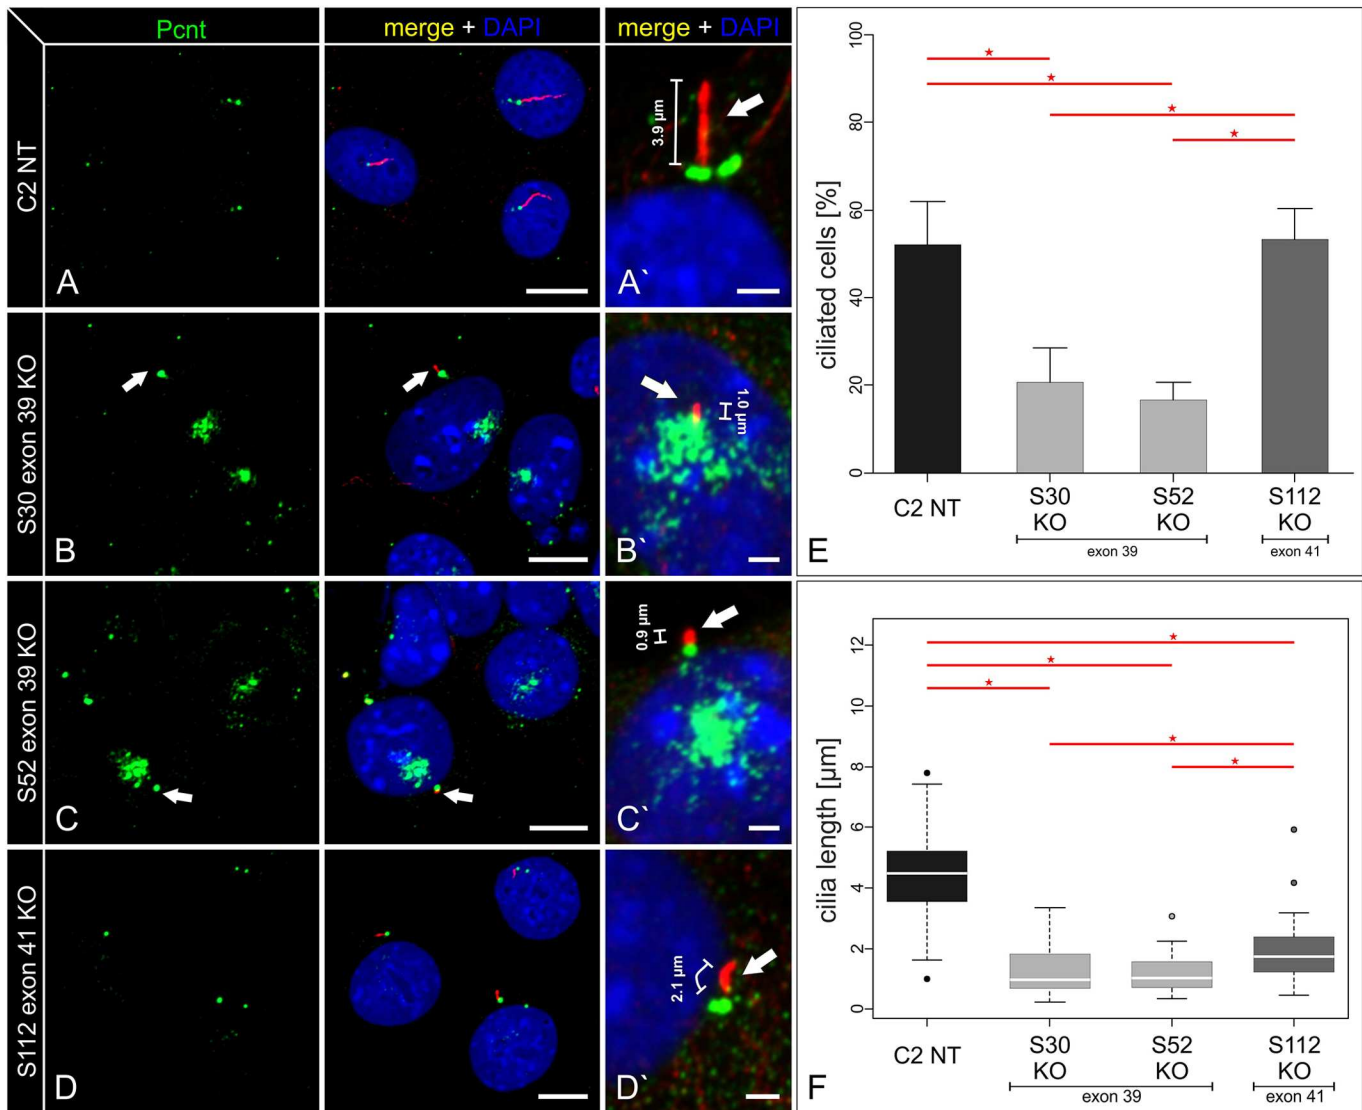 Pcnt
merge + DAPI
merge + DAPI
C2 NT
A
3.9 µm
A`
S30 exon 39 KO
B
1.0 µm
B`
S52 exon 39 KO
C
0.9 µm
C`
S112 exon 41 KO
D
2.1 µm
D`
ciliated cells [%]
100
80
60
40
20
0
C2 NT
S30
KO
S52
KO
S112
KO
exon 39
exon 41
E
cilia length [µm]
12
10
8
6
4
2
0
C2 NT
S30
KO
S52
KO
S112
KO
exon 39
exon 41
F